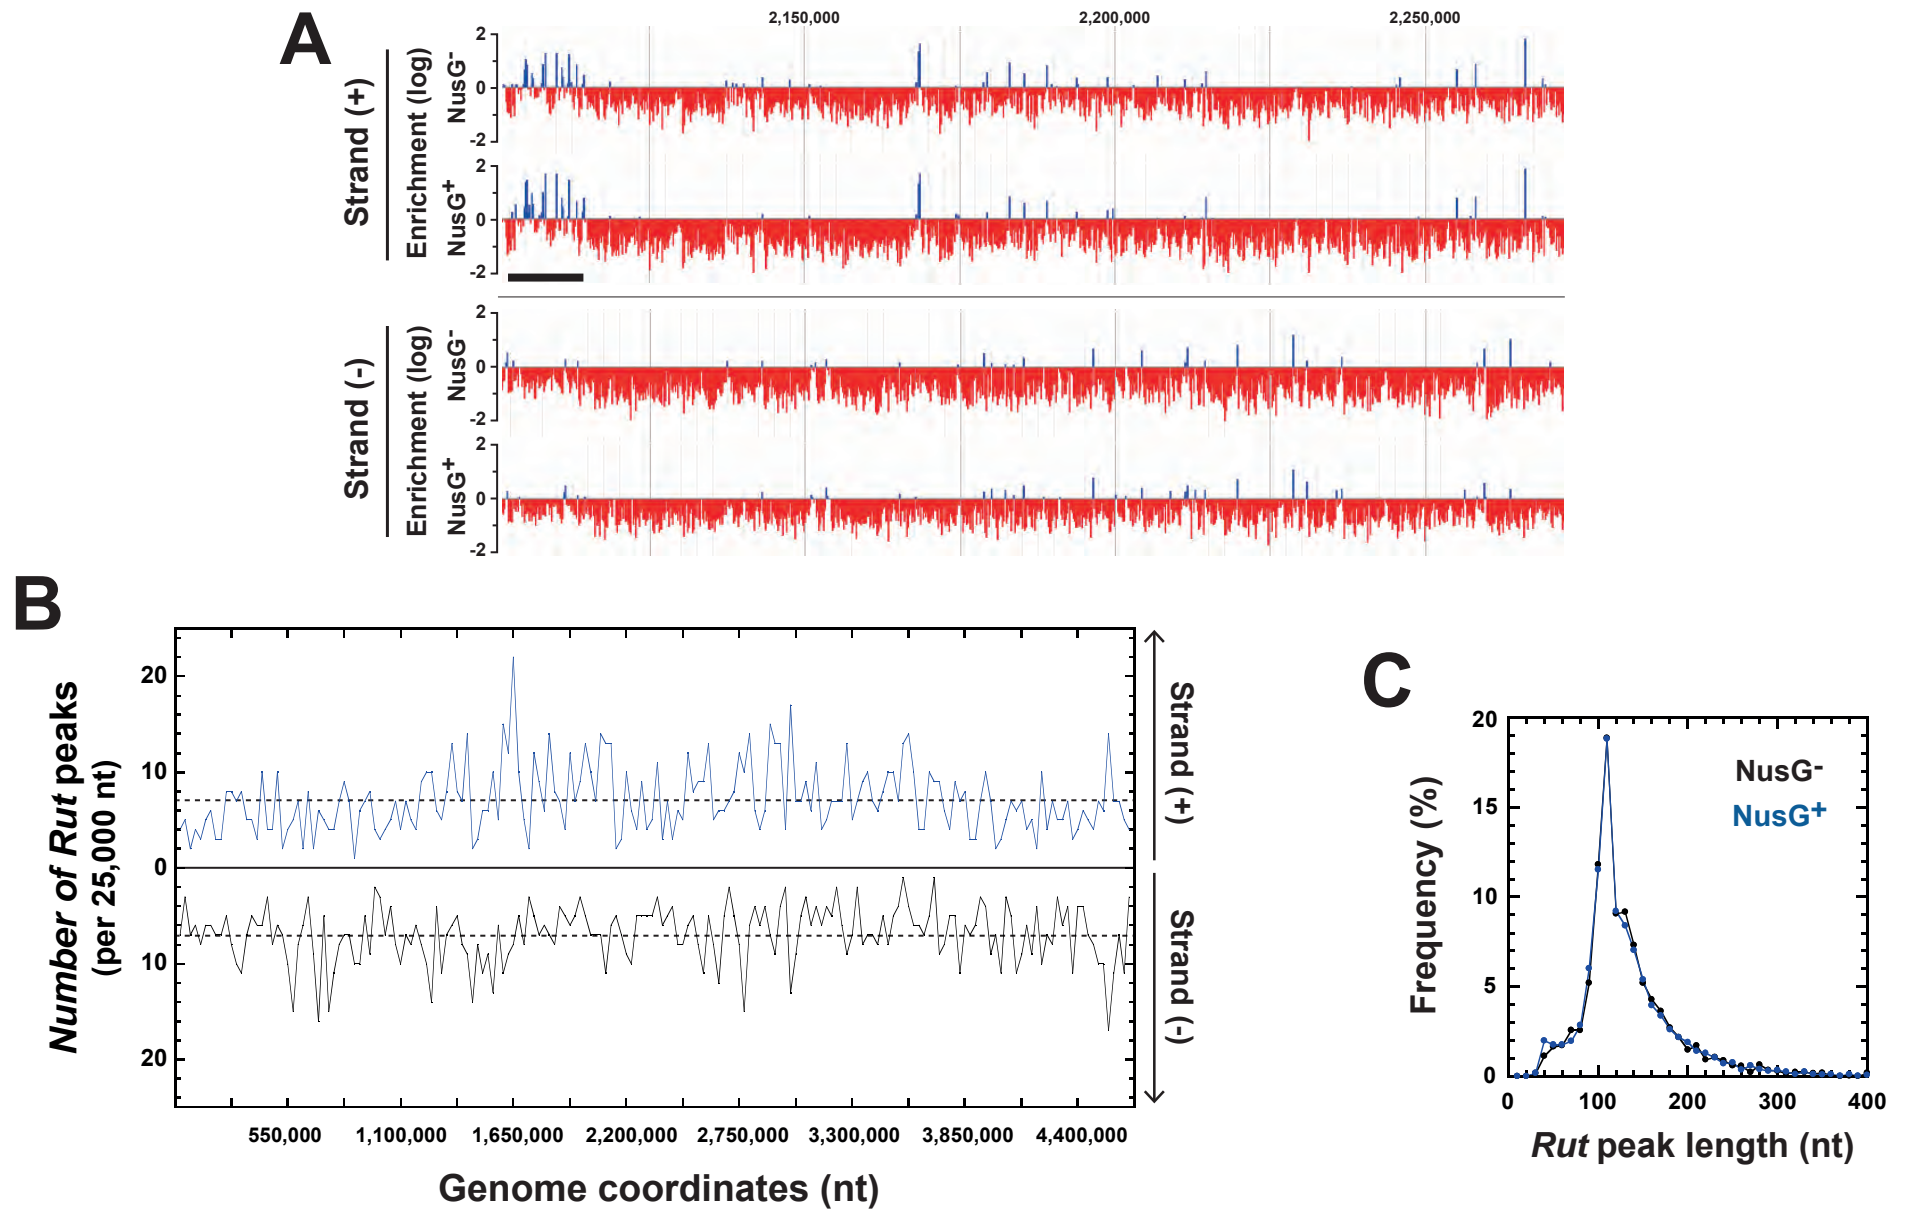 A
2,150,000 2,200,000 2,250,000
Strand (+)
Enrichment (log)
NusG-
2
0
-2
NusG+
2
0
-2
Strand (-)
Enrichment (log)
NusG-
2
0
-2
NusG+
2
0
-2
B
Number of Rut peaks
(per 25,000 nt)
20
10
0
10
20
Strand (+)
Strand (-)
550,000 1,100,000 1,650,000 2,200,000 2,750,000 3,300,000 3,850,000 4,400,000
Genome coordinates (nt)
C
Frequency (%)
20
15
10
5
0
NusG-
NusG+
0 100 200 300 400
Rut peak length (nt)